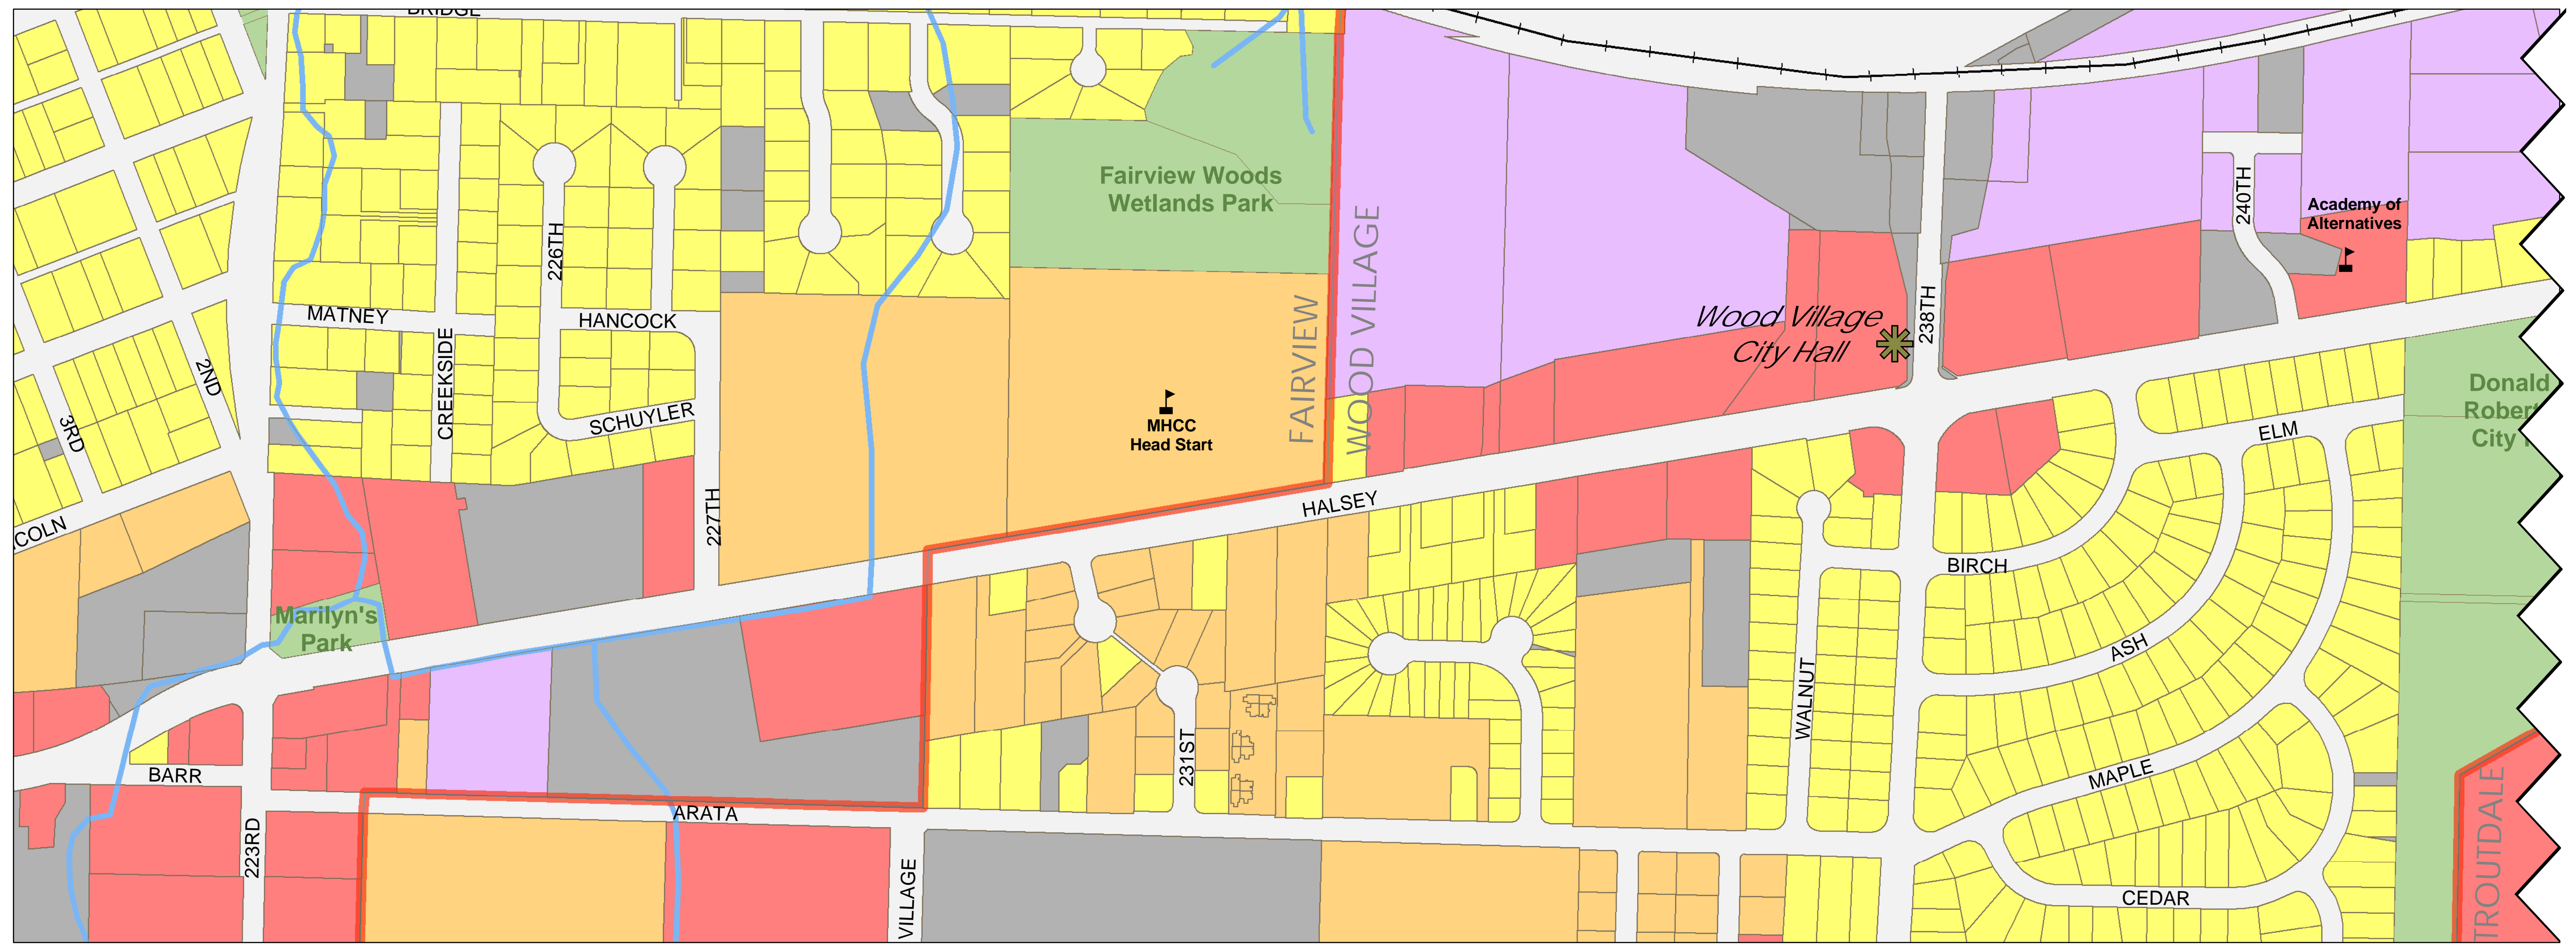 BRIDGE
Fairview Woods
Wetlands Park
240TH
Academy of
Alternatives
226TH
MATNEY
HANCOCK
CREEKSIDE
2ND
3RD
SCHUYLER
227TH
COLN
MHCC
Head Start
FAIRVIEW
WOOD VILLAGE
Wood Village
City Hall
238TH
HALSEY
Donald
Robert
City
ELM
BIRCH
ASH
Marilyn's
Park
WALNUT
231ST
MAPLE
BARR
ARATA
223RD
VILLAGE
CEDAR
TROUTDALE